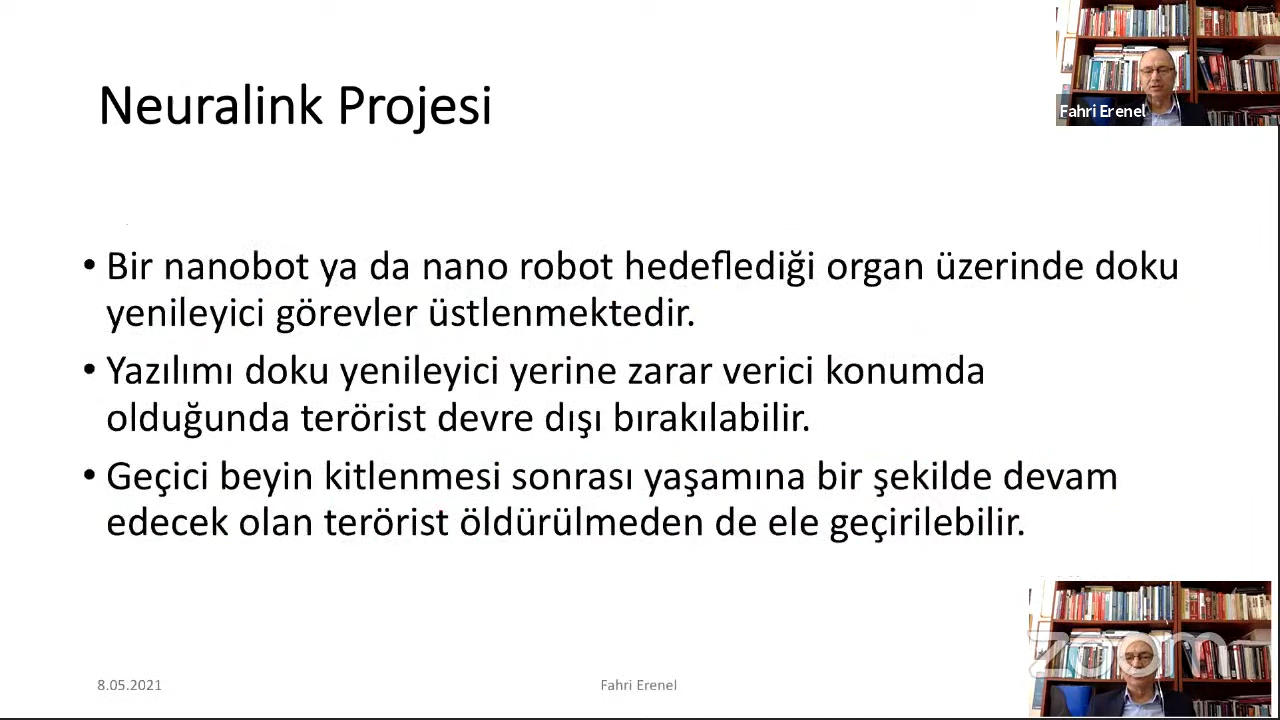 Neuralink Projesi
Fahri Erenel
• Bir nanobot ya da nano robot hedeflediği organ üzerinde doku
yenileyici görevler üstlenmektedir.
• Yazılımı doku yenileyici yerine zarar verici konumda
olduğunda terörist devre dışı bırakılabilir.
• Geçici beyin kitlenmesi sonrası yaşamına bir şekilde devam
edecek olan terörist öldürülmeden de ele geçirilebilir.
zoom
8.05.2021
Fahri Erenel